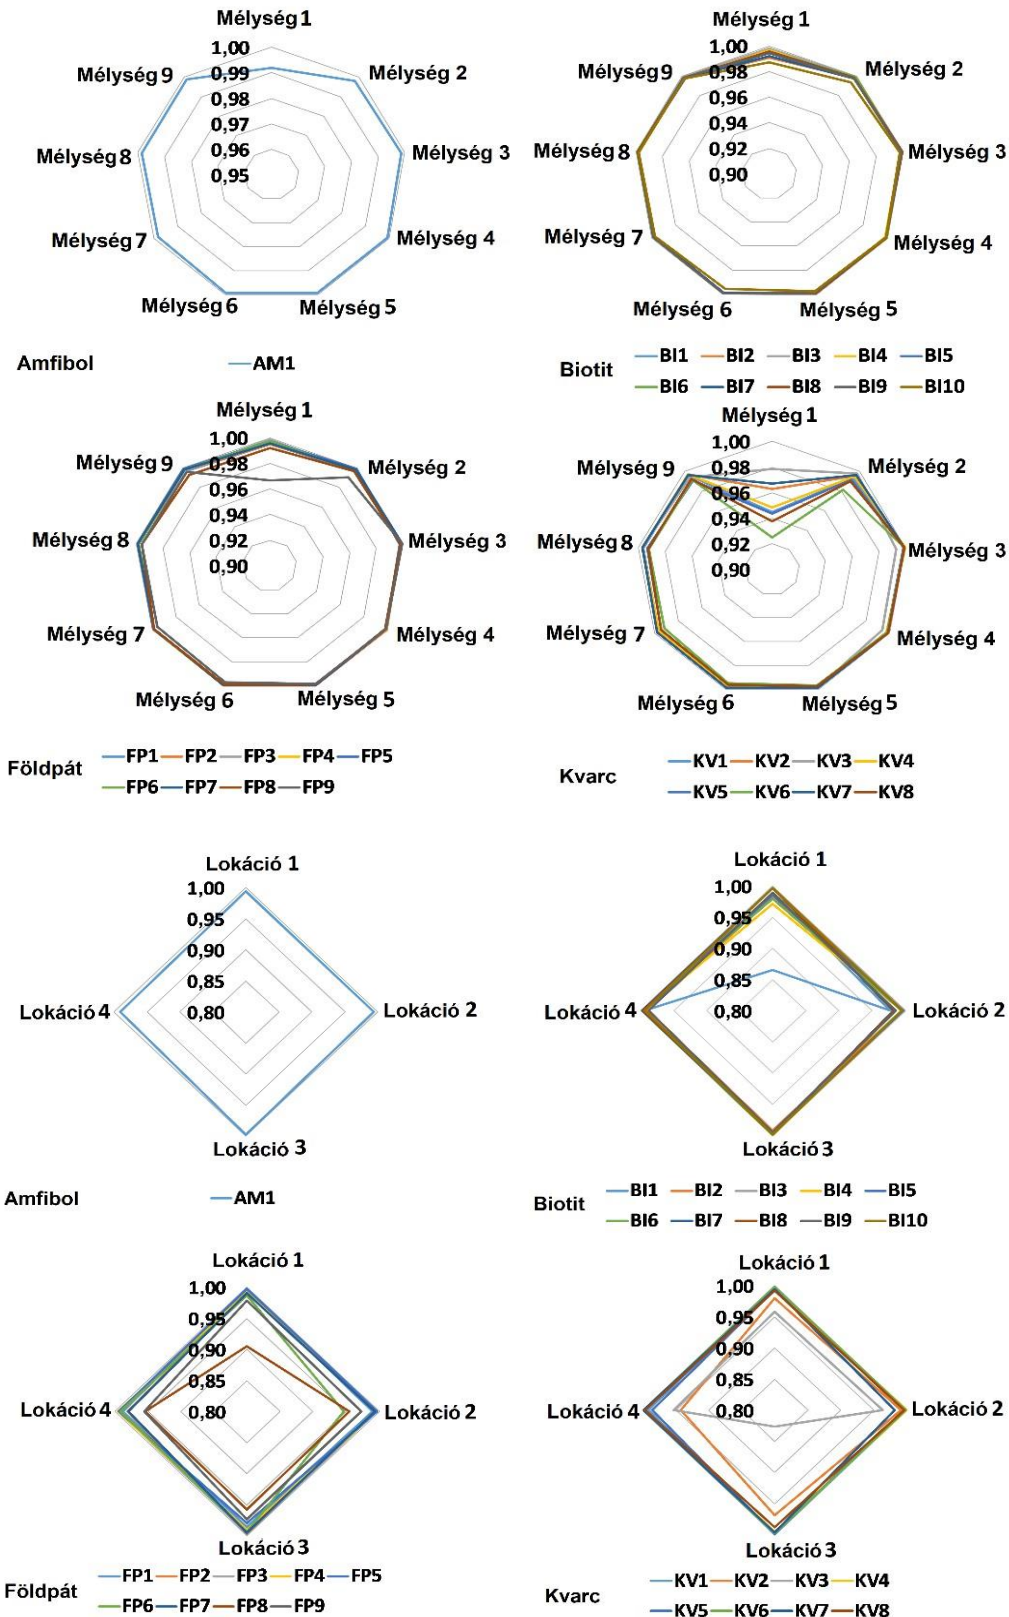 Mélység 1
1,00
Mélység 9
0,99
Mélység 2
0,98
0,97
Mélység 8
0,96
Mélység 3
0,95
Mélység 7
Mélység 4
Mélység 6
Mélység 5
Amfibol
AM1
Mélység 1
1,00
Mélység 9
0,98
Mélység 2
0,96
0,94
Mélység 8
0,92
Mélység 3
0,90
Mélység 7
Mélység 4
Mélység 6
Mélység 5
Biotit
BI1 BI2 BI3 BI4 BI5
BI6 BI7 BI8 BI9 BI10
Mélység 1
1,00
Mélység 9
0,98
Mélység 2
0,96
0,94
Mélység 8
0,92
Mélység 3
0,90
Mélység 7
Mélység 4
Mélység 6
Mélység 5
Földpát
FP1 FP2 FP3 FP4 FP5
FP6 FP7 FP8 FP9
Mélység 1
1,00
Mélység 9
0,98
Mélység 2
0,96
0,94
Mélység 8
0,92
Mélység 3
0,90
Mélység 7
Mélység 4
Mélység 6
Mélység 5
Kvarc
KV1 KV2 KV3 KV4
KV5 KV6 KV7 KV8
Lokáció 1
1,00
0,95
0,90
0,85
Lokáció 4
0,80
Lokáció 2
Lokáció 3
Amfibol
AM1
Lokáció 1
1,00
0,95
0,90
0,85
Lokáció 4
0,80
Lokáció 2
Lokáció 3
Biotit
BI1 BI2 BI3 BI4 BI5
BI6 BI7 BI8 BI9 BI10
Lokáció 1
1,00
0,95
0,90
0,85
Lokáció 4
0,80
Lokáció 2
Lokáció 3
Földpát
FP1 FP2 FP3 FP4 FP5
FP6 FP7 FP8 FP9
Lokáció 1
1,00
0,95
0,90
0,85
Lokáció 4
0,80
Lokáció 2
Lokáció 3
Kvarc
KV1 KV2 KV3 KV4
KV5 KV6 KV7 KV8